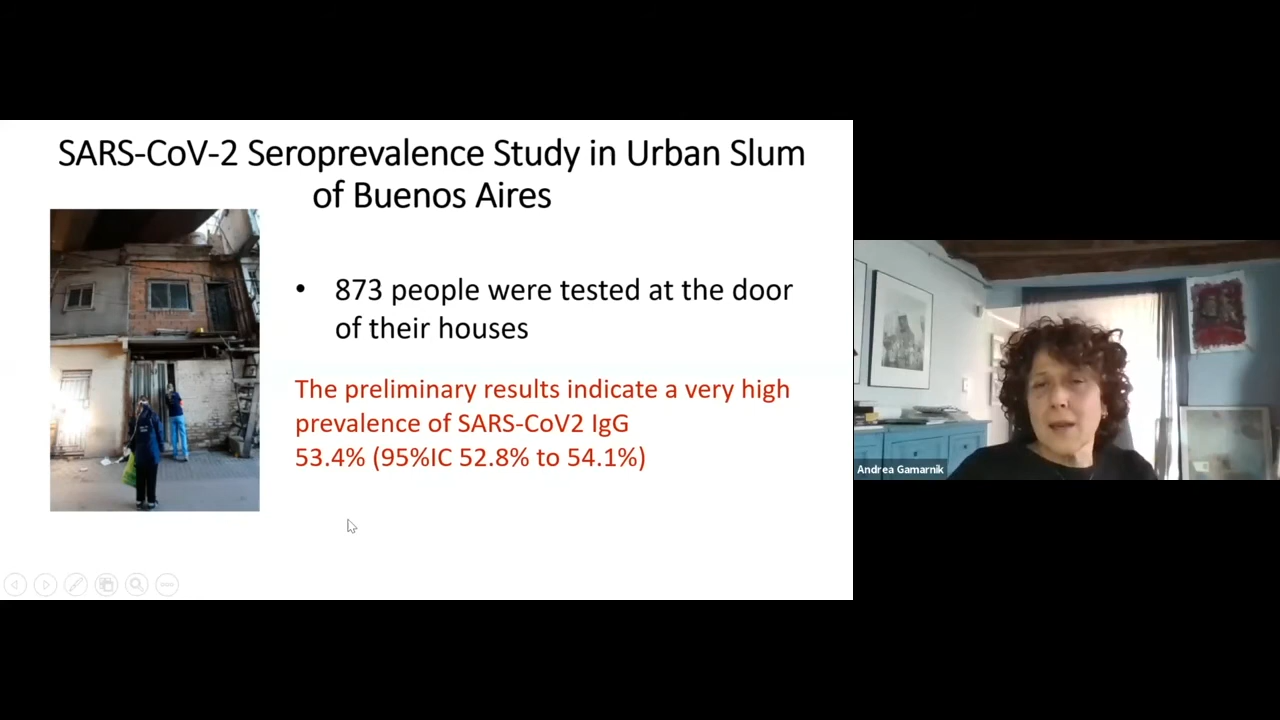 SARS-CoV-2 Seroprevalence Study in Urban Slum
of Buenos Aires
• 873 people were tested at the door
of their houses
The preliminary results indicate a very high
prevalence of SARS-CoV2 IgG
53.4% (95%IC 52.8% to 54.1%)
Andrea Gamarnik